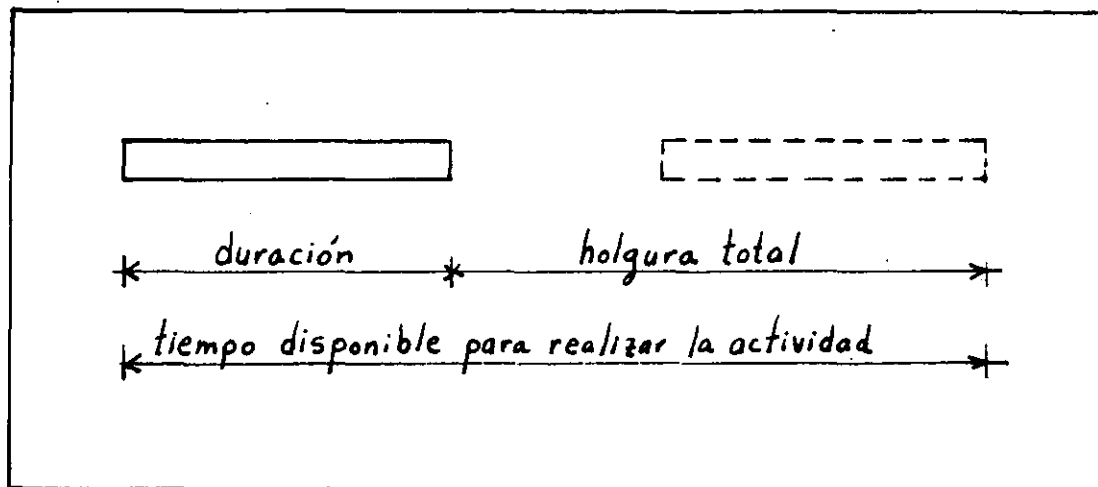 duración holgura total
tiempo disponible para realizar la actividad